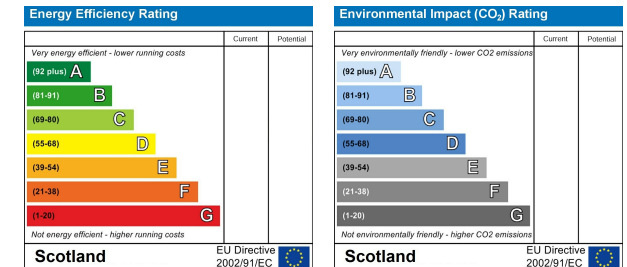 Energy Efficiency Rating
Current Potential
Very energy efficient - lower running costs
(92 plus) A
(81-91) B
(69-80) C
(55-68) D
(39-54) E
(21-38) F
(1-20) G
Not energy efficient - higher running costs
Scotland
EU Directive
2002/91/EC
Environmental Impact (CO₂) Rating
Current Potential
Very environmentally friendly - lower CO2 emissions
(92 plus) A
(81-91) B
(69-80) C
(55-68) D
(39-54) E
(21-38) F
(1-20) G
Not environmentally friendly - higher CO2 emissions
Scotland
EU Directive
2002/91/EC